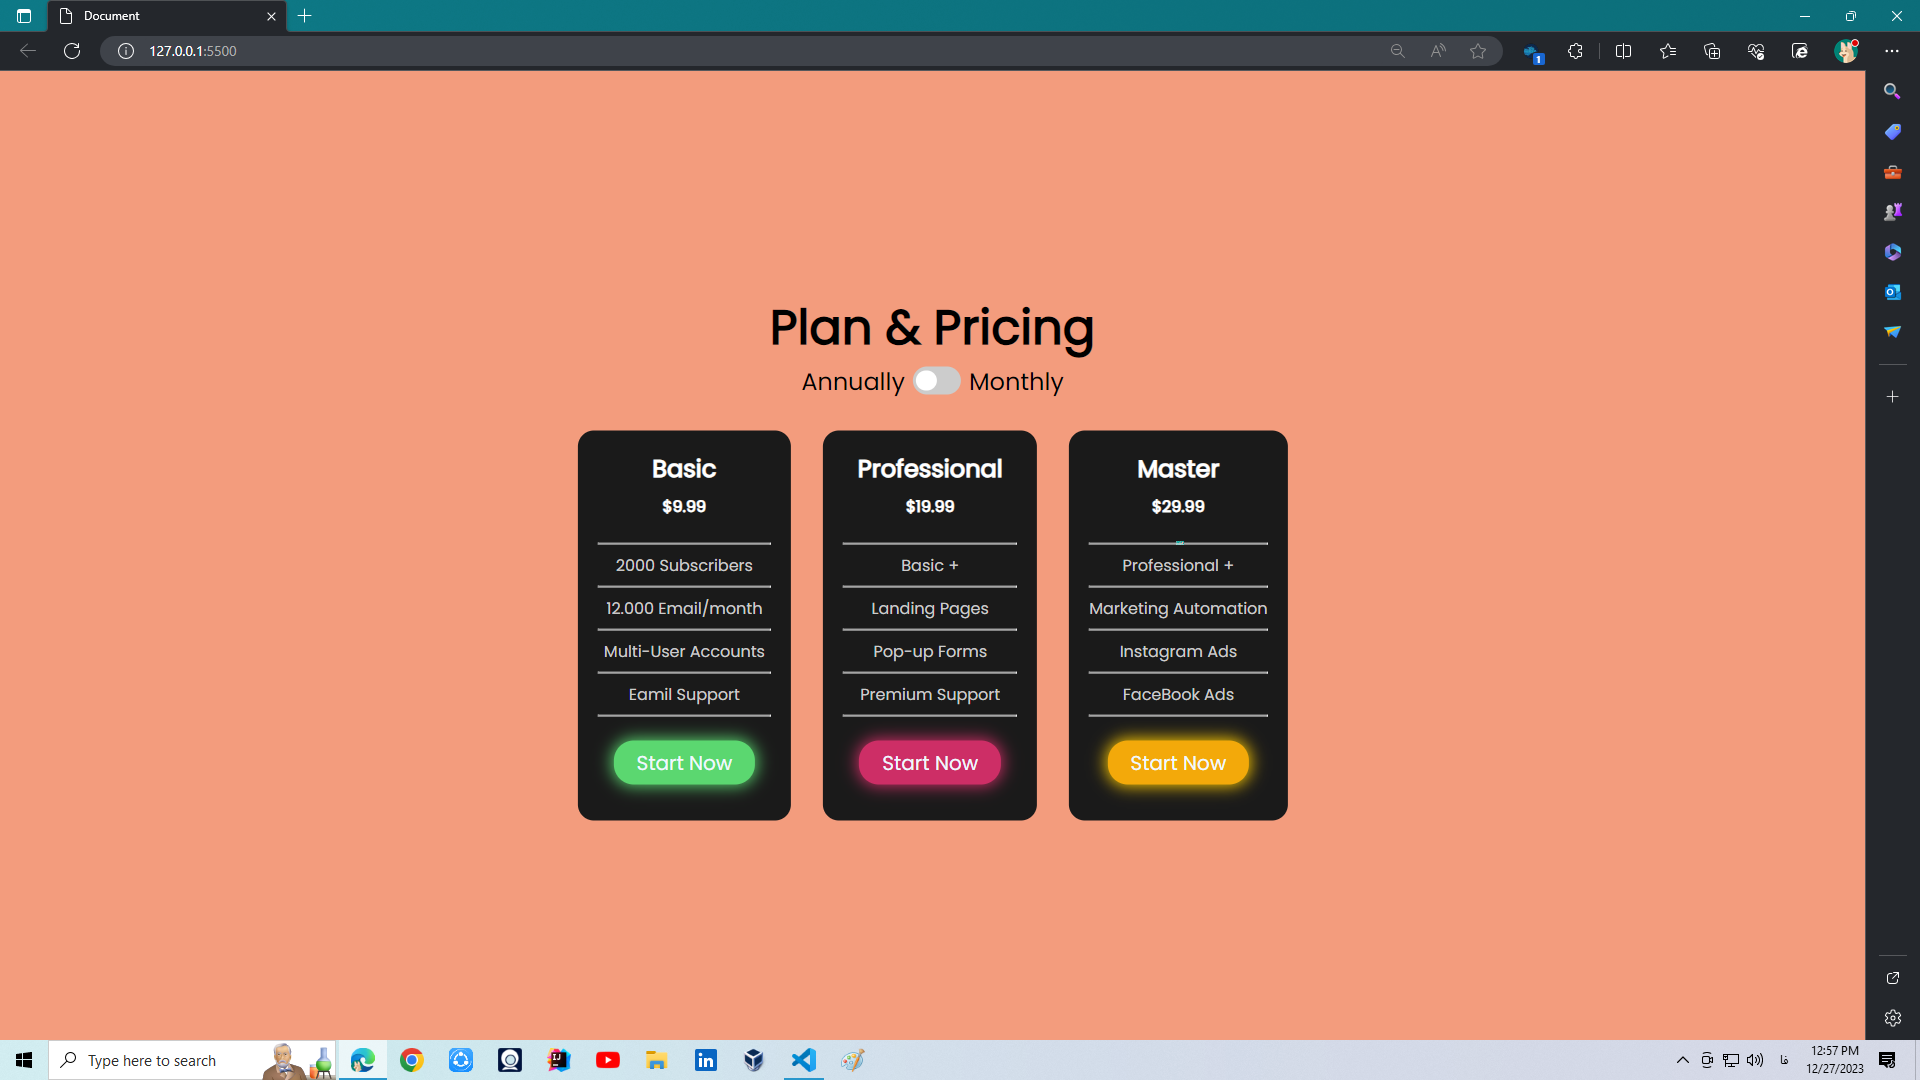 Document
127.0.0.1:5500
1
Plan & Pricing
Annually Monthly
Basic
$9.99
2000 Subscribers
12.000 Email/month
Multi-User Accounts
Eamil Support
Start Now
Professional
$19.99
Basic +
Landing Pages
Pop-up Forms
Premium Support
Start Now
Master
$29.99
Professional +
Marketing Automation
Instagram Ads
FaceBook Ads
Start Now
Type here to search
فا
12:57 PM
12/27/2023